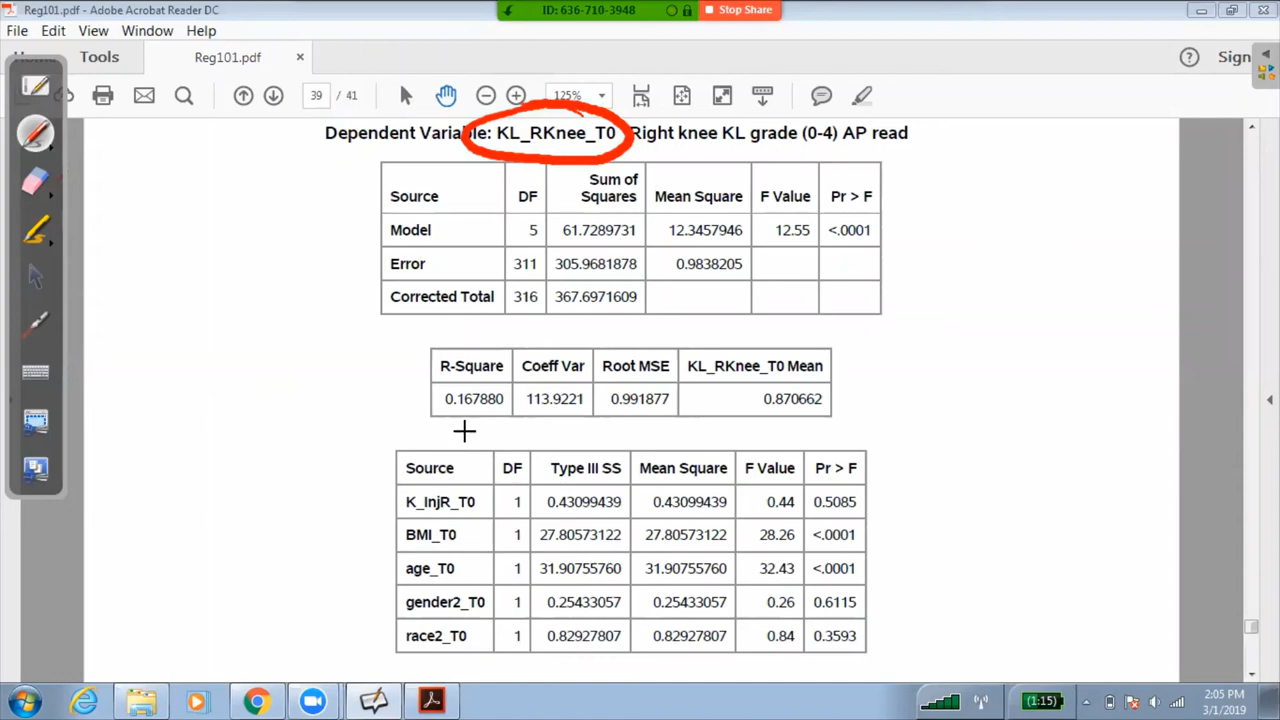 Reg101.pdf - Adobe Acrobat Reader DC
ID: 636-710-3948
Stop Share
File Edit View Window Help
Tools
Reg101.pdf ×
Sign
39 / 41
125%
Dependent Variable: KL_RKnee_T0 Right knee KL grade (0-4) AP read
Source DF Sum of Squares Mean Square F Value Pr > F
Model 5 61.7289731 12.3457946 12.55 <.0001
Error 311 305.9681878 0.9838205
Corrected Total 316 367.6971609
R-Square Coeff Var Root MSE KL_RKnee_T0 Mean
0.167880 113.9221 0.991877 0.870662
Source DF Type III SS Mean Square F Value Pr > F
K_InjR_T0 1 0.43099439 0.43099439 0.44 0.5085
BMI_T0 1 27.80573122 27.80573122 28.26 <.0001
age_T0 1 31.90755760 31.90755760 32.43 <.0001
gender2_T0 1 0.25433057 0.25433057 0.26 0.6115
race2_T0 1 0.82927807 0.82927807 0.84 0.3593
(1:15)
2:05 PM
3/1/2019